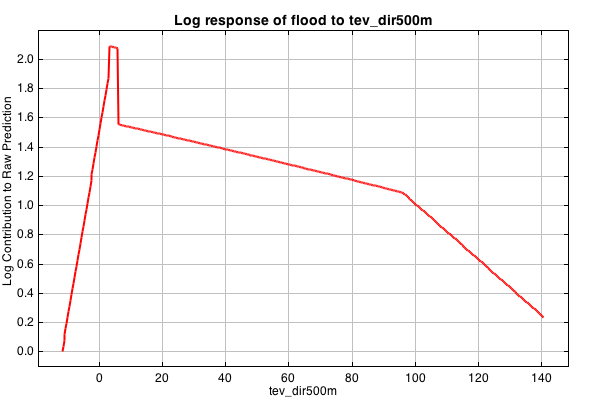 Log response of flood to tev_dir500m
Log Contribution to Raw Prediction
2.0
1.8
1.6
1.4
1.2
1.0
0.8
0.6
0.4
0.2
0.0
0 20 40 60 80 100 120 140
tev_dir500m